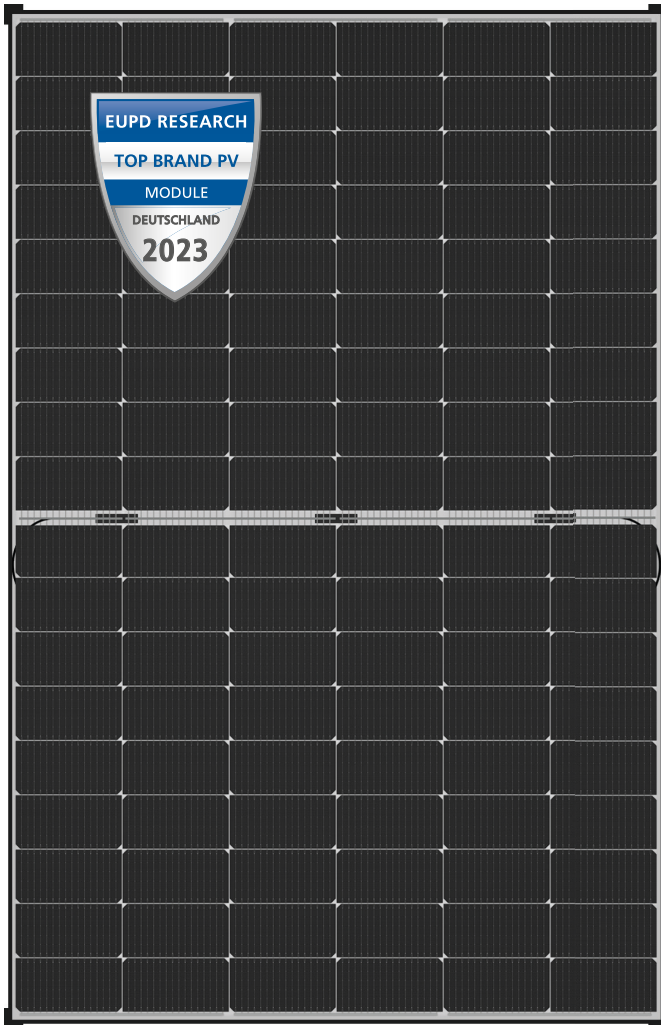 EUPD RESEARCH
TOP BRAND PV
MODULE
DEUTSCHLAND
2023